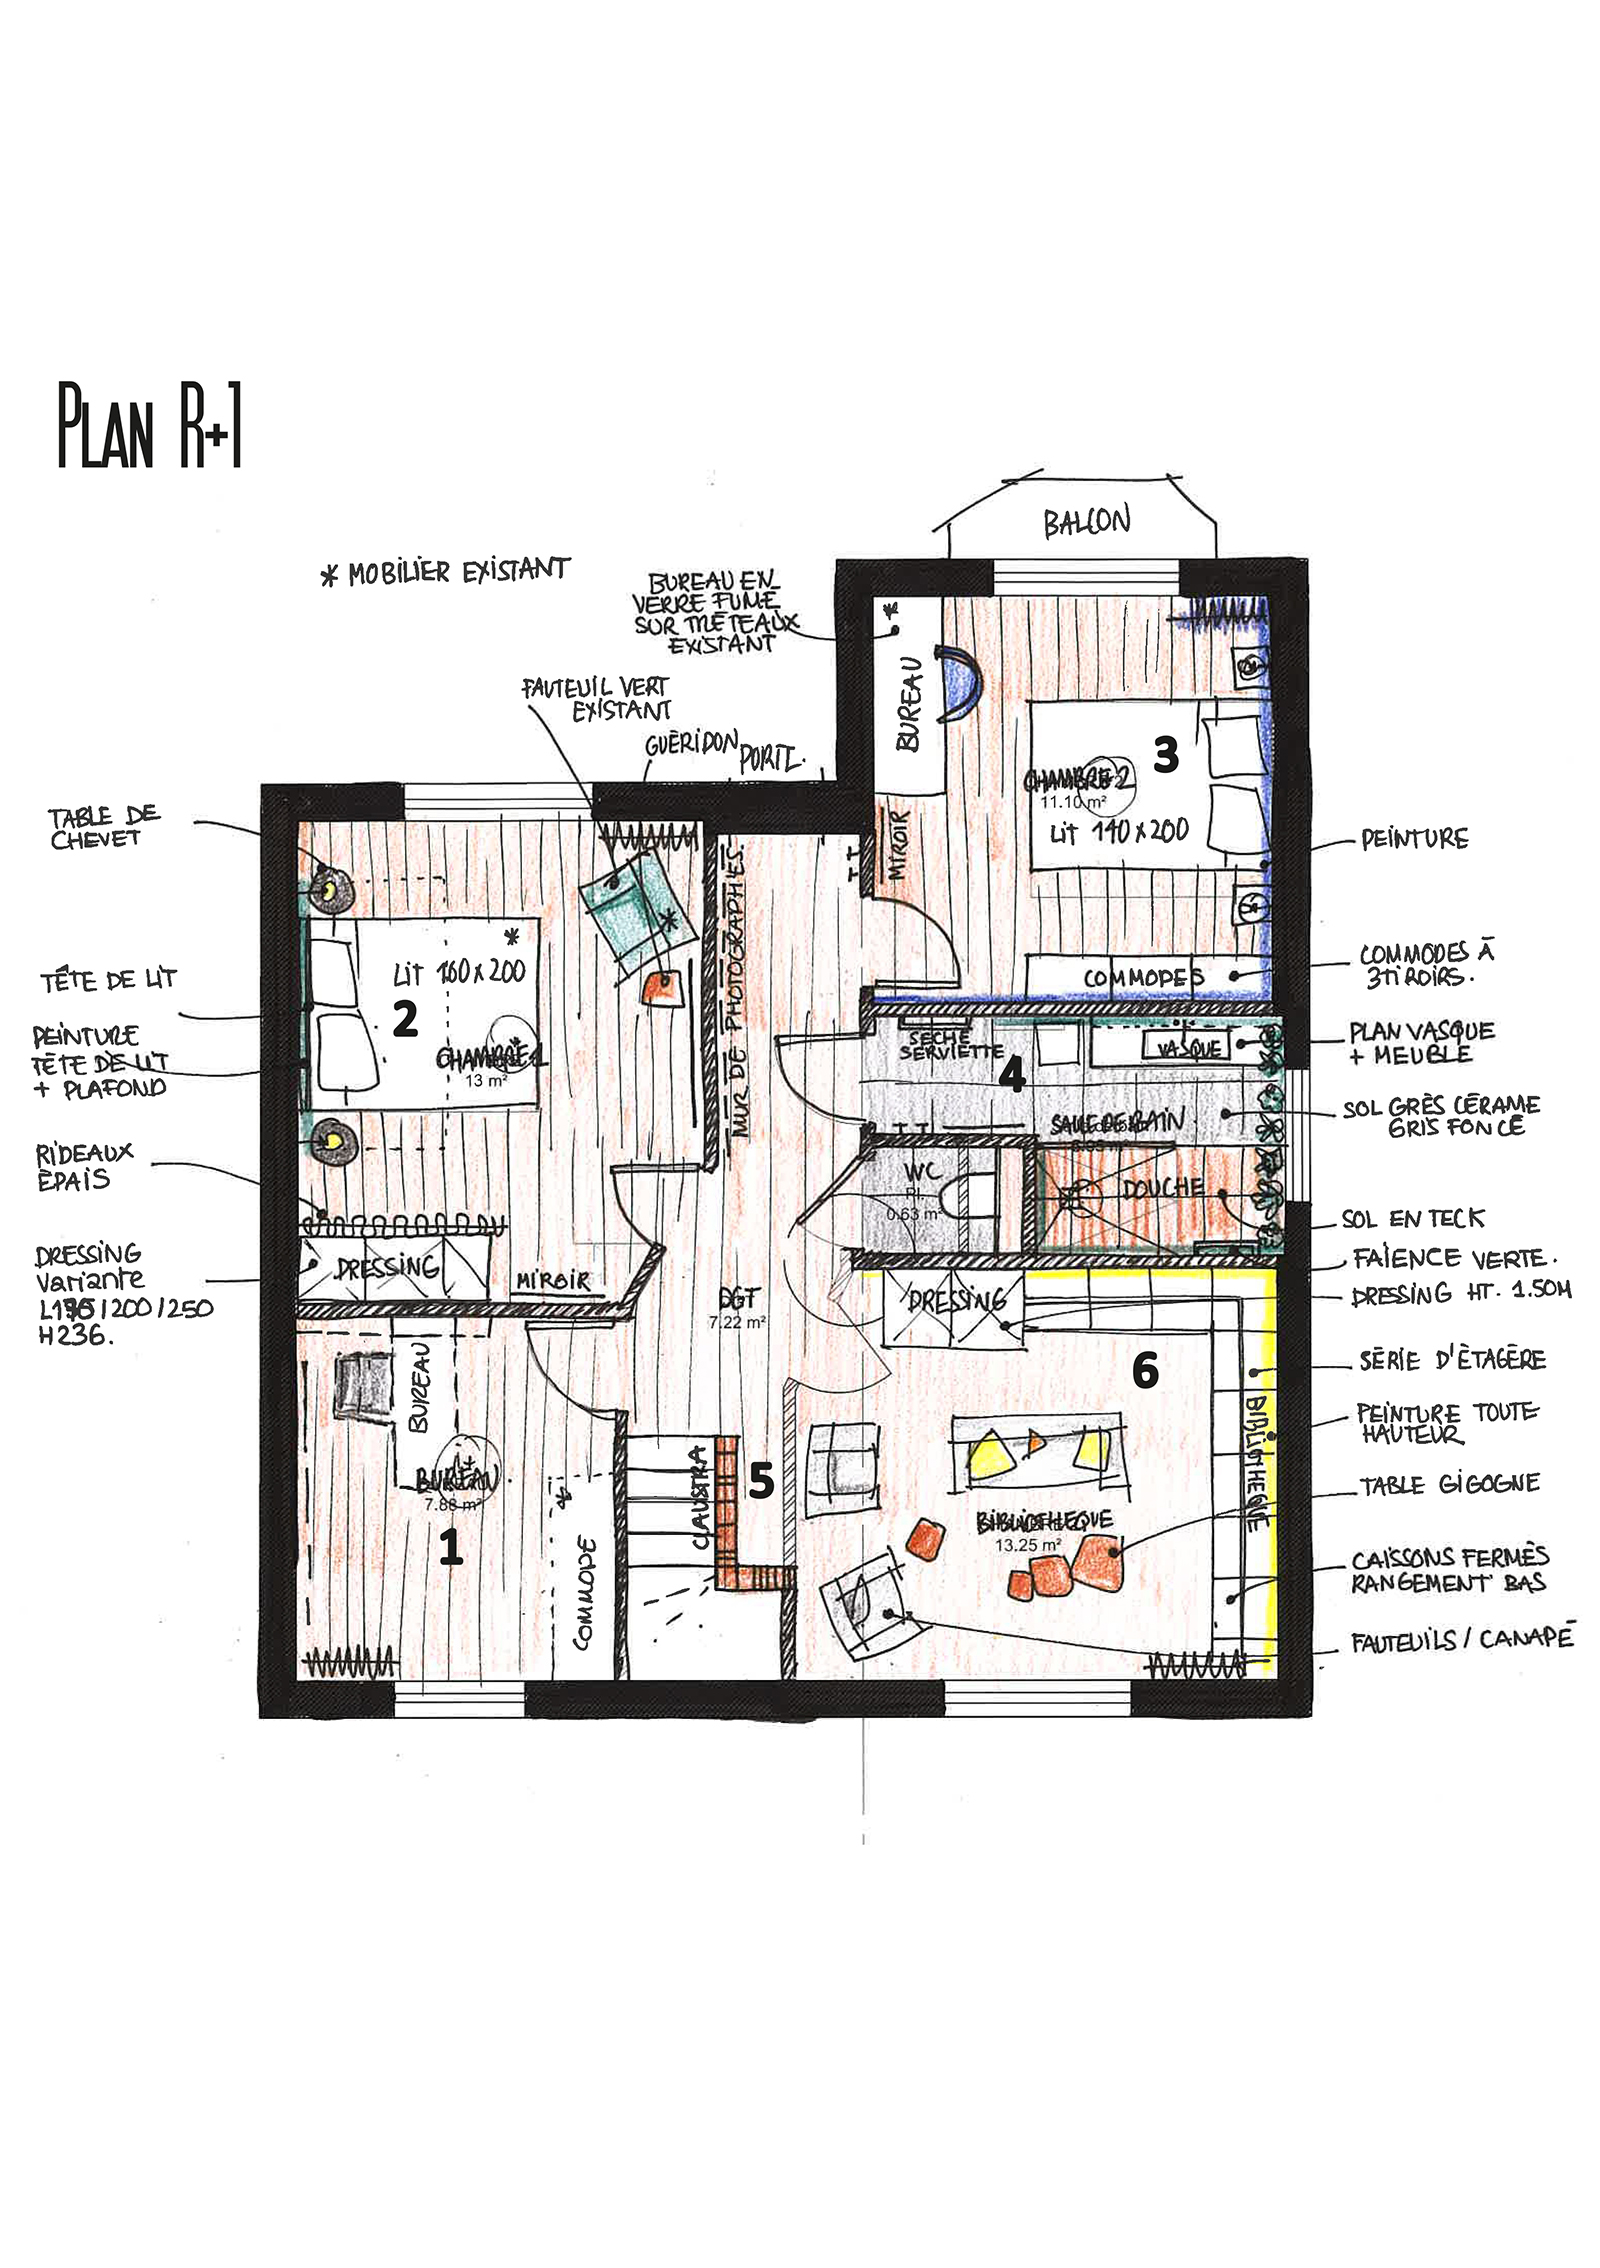 PLAN R+1
BALCON
* MOBILIER EXISTANT
BUREAU EN
VERRE FUMÉ
SUR TRÉTEAUX
EXISTANT
*
FAUTEUIL VERT
EXISTANT
GUÉRIDON
PORTE.
BUREAU
3
CHAMBRE 2
11.10 m²
LiT 140 x 200
MIROIR
TABLE DE
CHEVET
PEINTURE
MUR DE PHOTOGRAPHIES
*
*
LiT 160 x 200
2
CHAMBRE 1
13 m²
TÊTE DE LIT
PEINTURE
TÊTE DE LIT
+ PLAFOND
COMMODES
COMMODES À
3 TIROIRS.
SÈCHE
SERVIETTE
VASQUE
PLAN VASQUE
+ MEUBLE
4
SALLE DE BAIN
SOL GRÈS CÉRAME
GRIS FONCÉ
RIDEAUX
ÉPAIS
WC
0.63 m²
DOUCHE
SOL EN TECK
FAÏENCE VERTE.
DRESSING
Variante
L175/200/250
H236.
DRESSING
MIROIR
DGT
7.22 m²
DRESSING
DRESSING HT. 1.50M
BUREAU
6
SÉRIE D'ÉTAGÈRE
BIBLIOTHEQUE
PEINTURE TOUTE
HAUTEUR
BUREAU
7.88 m²
1
CLAUSTRA
5
TABLE GIGOGNE
BIBLIOTHEQUE
13.25 m²
COMMODE
CAISSONS FERMÉS
RANGEMENT BAS
FAUTEUILS / CANAPÉ